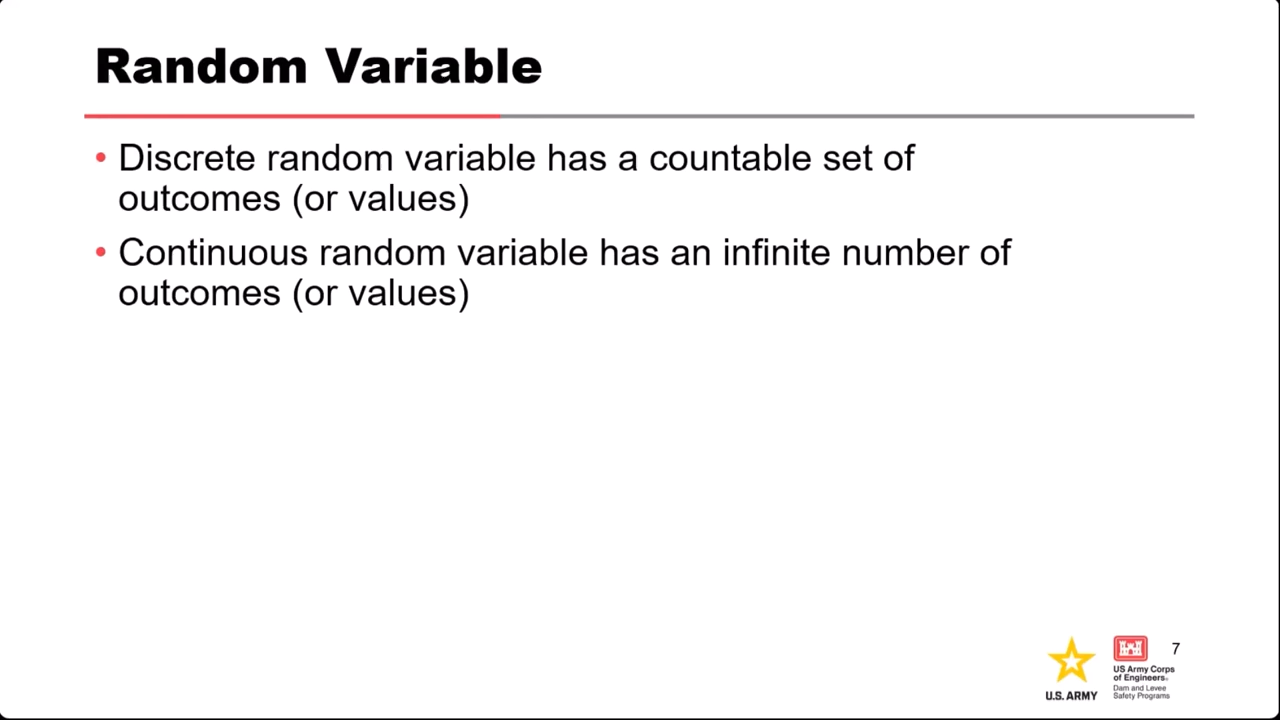 Random Variable
• Discrete random variable has a countable set of
outcomes (or values)
• Continuous random variable has an infinite number of
outcomes (or values)
7
U.S. ARMY
US Army Corps
of Engineers.
Dam and Levee
Safety Programs